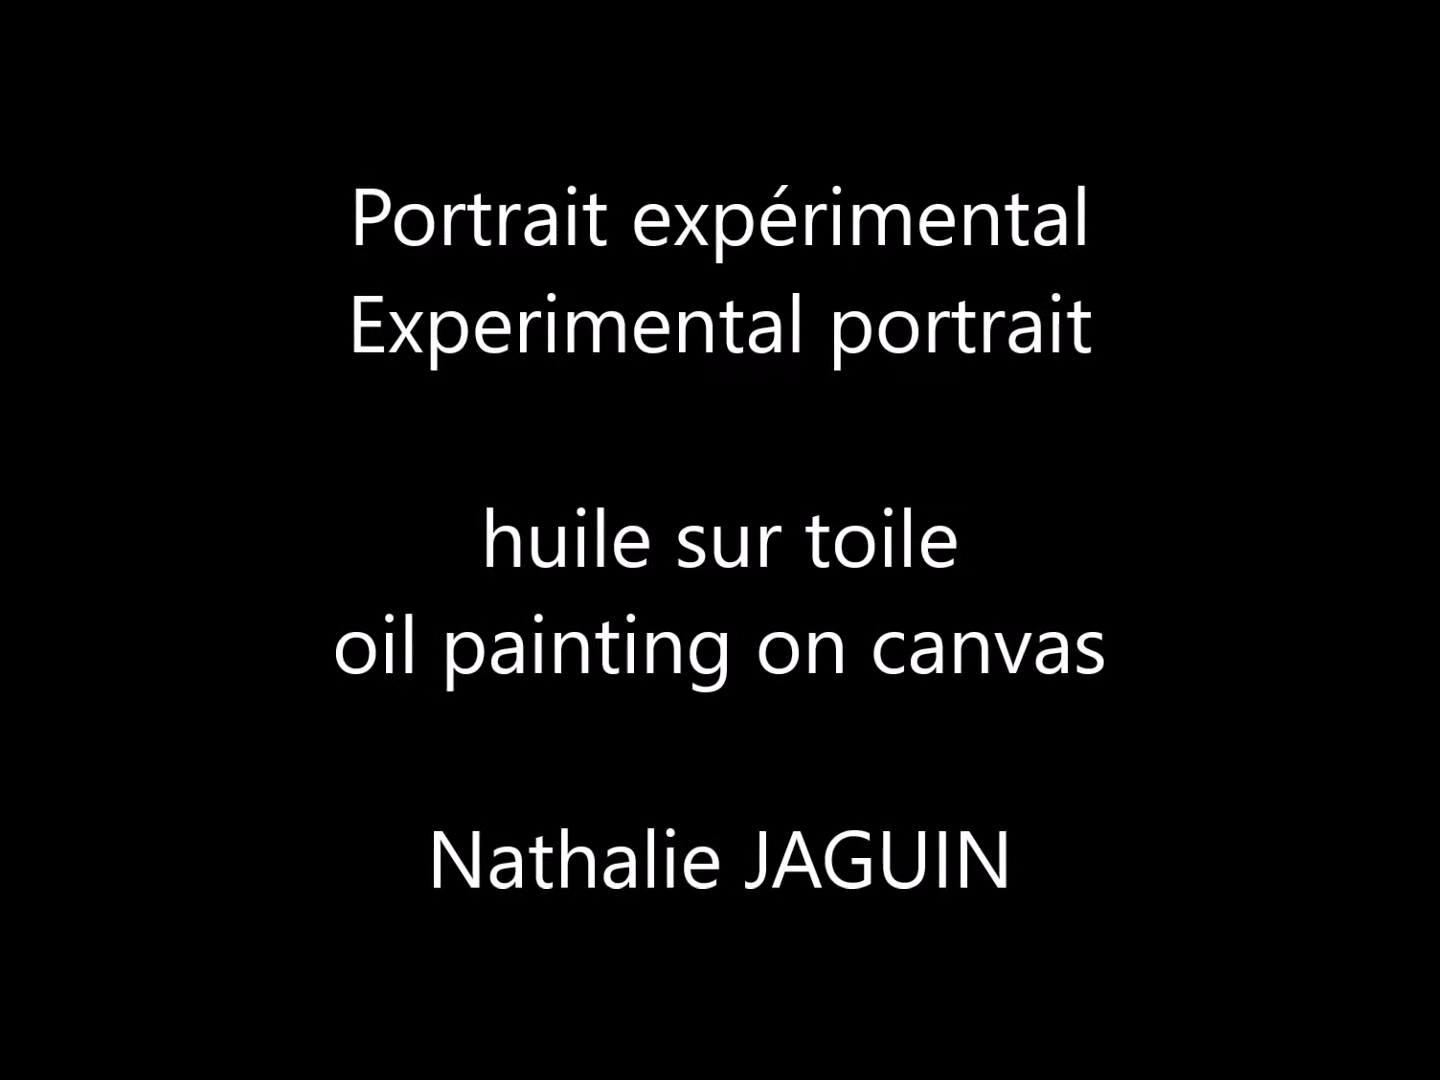 Portrait expérimental
Experimental portrait
huile sur toile
oil painting on canvas
Nathalie JAGUIN